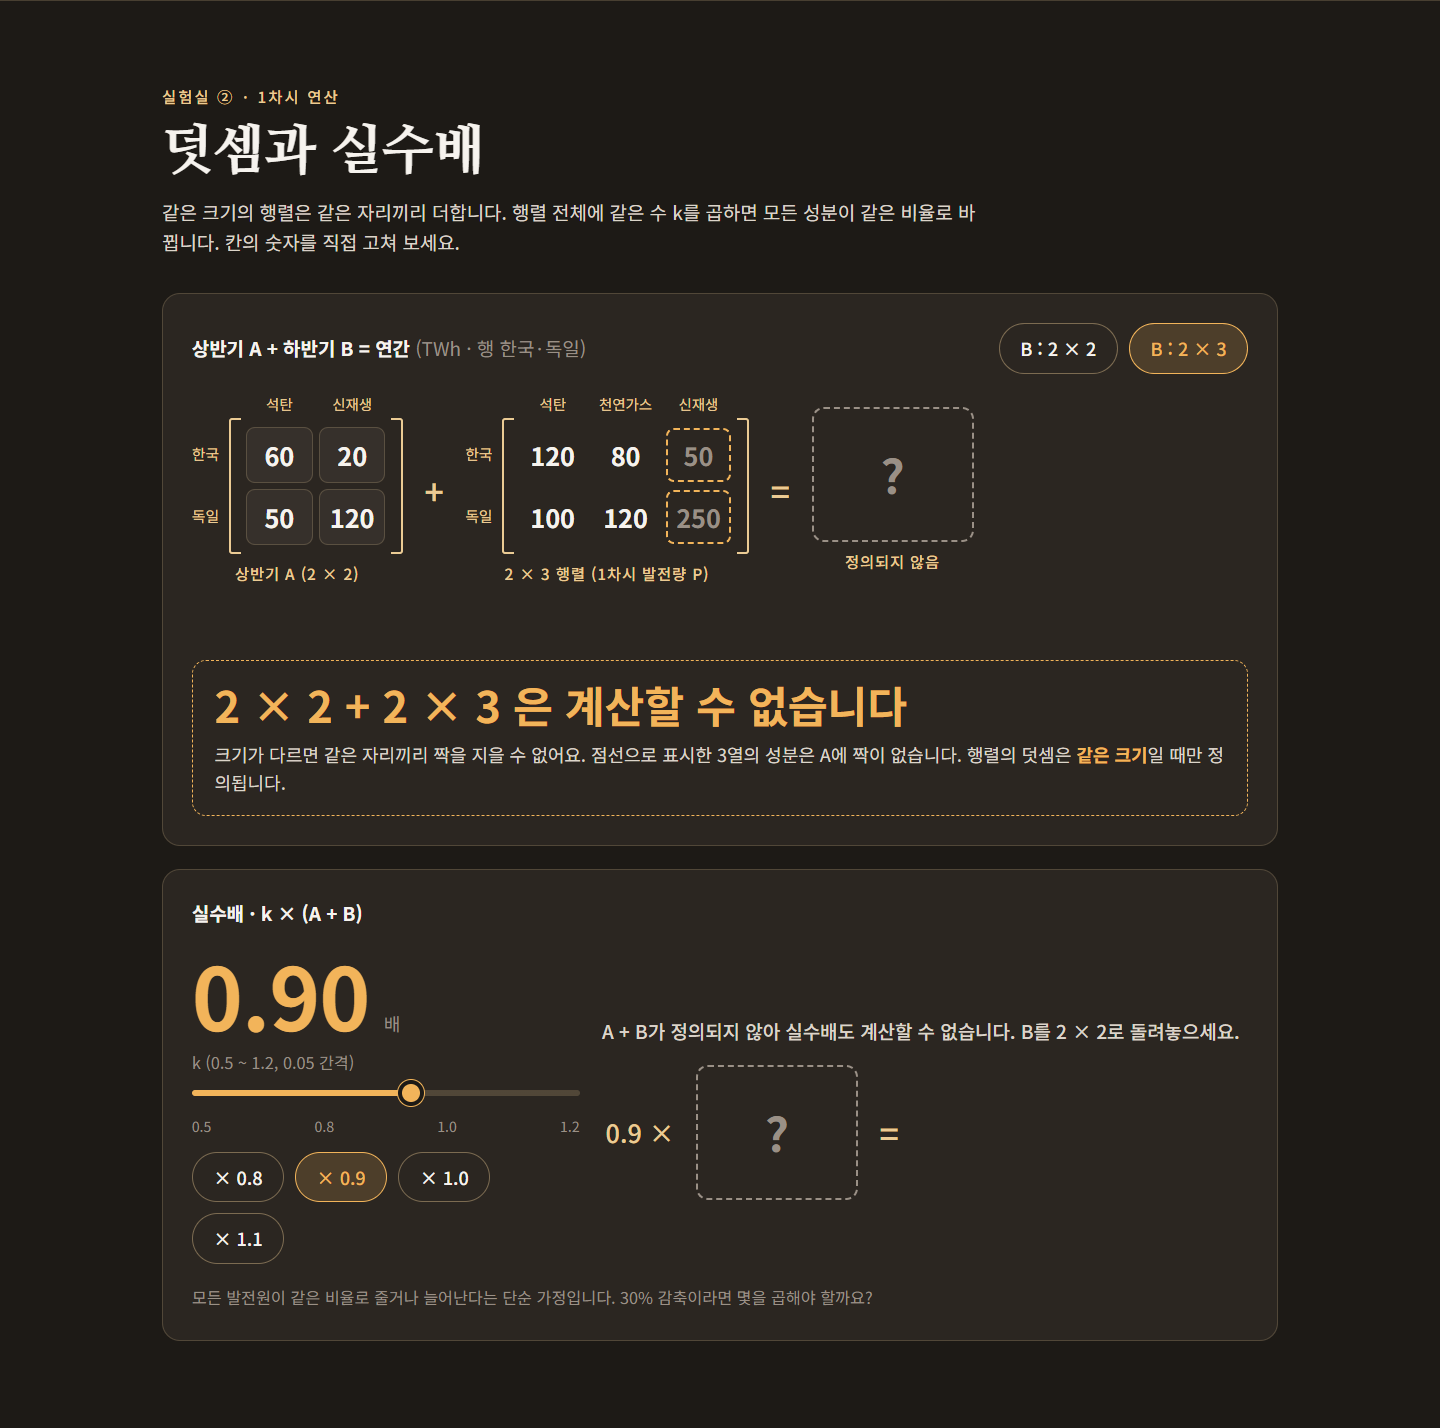 실험실 ② · 1차시 연산
덧셈과 실수배
같은 크기의 행렬은 같은 자리끼리 더합니다. 행렬 전체에 같은 수 k를 곱하면 모든 성분이 같은 비율로 바
뀝니다. 칸의 숫자를 직접 고쳐 보세요.
상반기 A + 하반기 B = 연간 (TWh · 행 한국·독일)
B : 2 × 2
B : 2 × 3
석탄 신재생
한국 60 20
독일 50 120
상반기 A (2 × 2)
+
석탄 천연가스 신재생
한국 120 80 50
독일 100 120 250
2 × 3 행렬 (1차시 발전량 P)
=
?
정의되지 않음
2 × 2 + 2 × 3 은 계산할 수 없습니다
크기가 다르면 같은 자리끼리 짝을 지을 수 없어요. 점선으로 표시한 3열의 성분은 A에 짝이 없습니다. 행렬의 덧셈은 같은 크기일 때만 정
의됩니다.
실수배 · k × (A + B)
0.90 배
k (0.5 ~ 1.2, 0.05 간격)
0.5 0.8 1.0 1.2
× 0.8 × 0.9 × 1.0
× 1.1
A + B가 정의되지 않아 실수배도 계산할 수 없습니다. B를 2 × 2로 돌려놓으세요.
0.9 × ? =
모든 발전원이 같은 비율로 줄거나 늘어난다는 단순 가정입니다. 30% 감축이라면 몇을 곱해야 할까요?